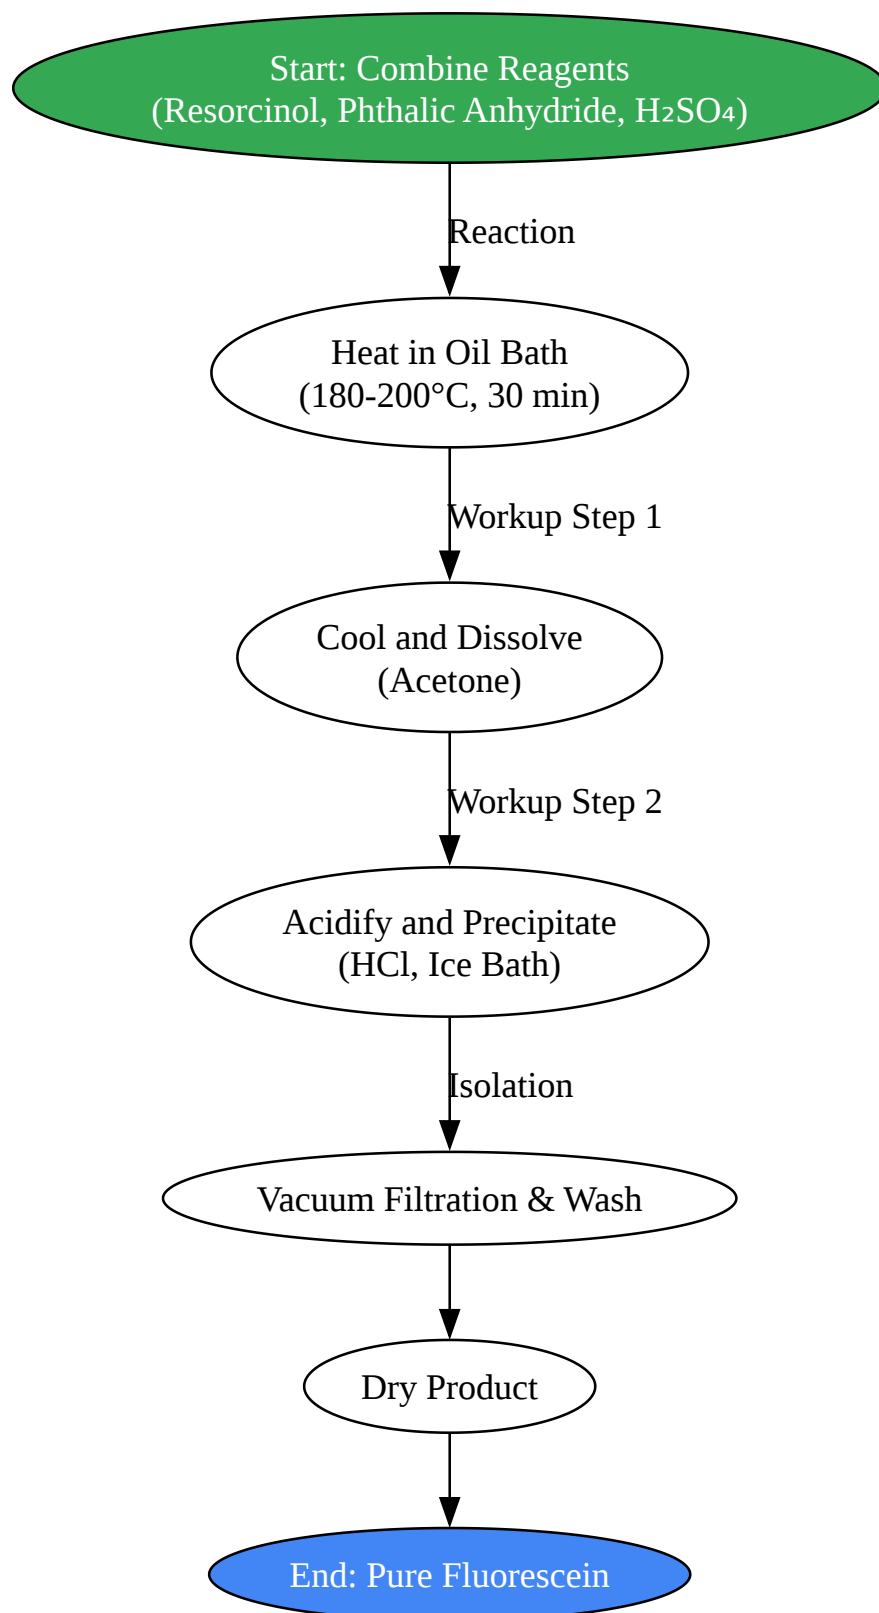 Start: Combine Reagents
(Resorcinol, Phthalic Anhydride, H₂SO₄)
Reaction
Heat in Oil Bath
(180-200°C, 30 min)
Workup Step 1
Cool and Dissolve
(Acetone)
Workup Step 2
Acidify and Precipitate
(HCl, Ice Bath)
Isolation
Vacuum Filtration & Wash
Dry Product
End: Pure Fluorescein